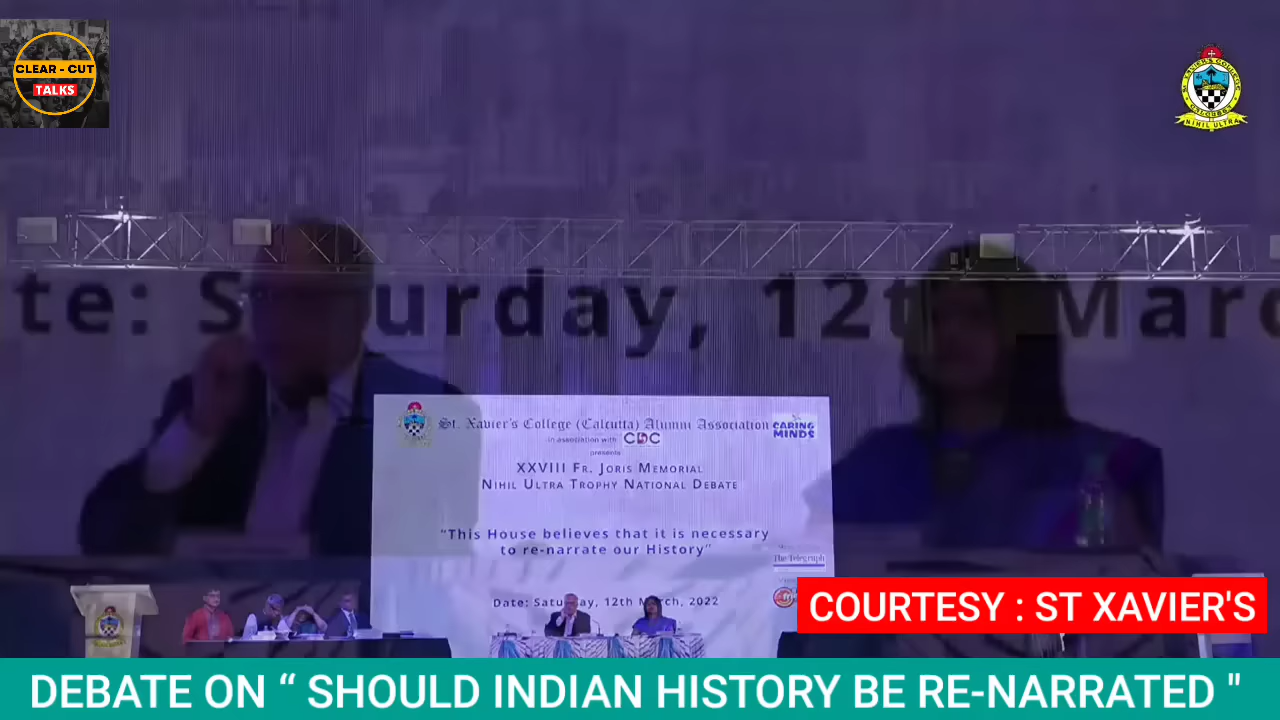 CLEAR - CUT
TALKS
NIHIL ULTRA
te: Saturday, 12th Marc
St. Xavier's College (Calcutta) Alumni Association
in association with CDC
CARING
MINDS
presents
XXVIII Fr. Joris Memorial
Nihil Ultra Trophy National Debate
"This House believes that it is necessary
to re-narrate our History"
The Telegraph
Date: Saturday, 12th March, 2022
COURTESY : ST XAVIER'S
DEBATE ON “ SHOULD INDIAN HISTORY BE RE-NARRATED "